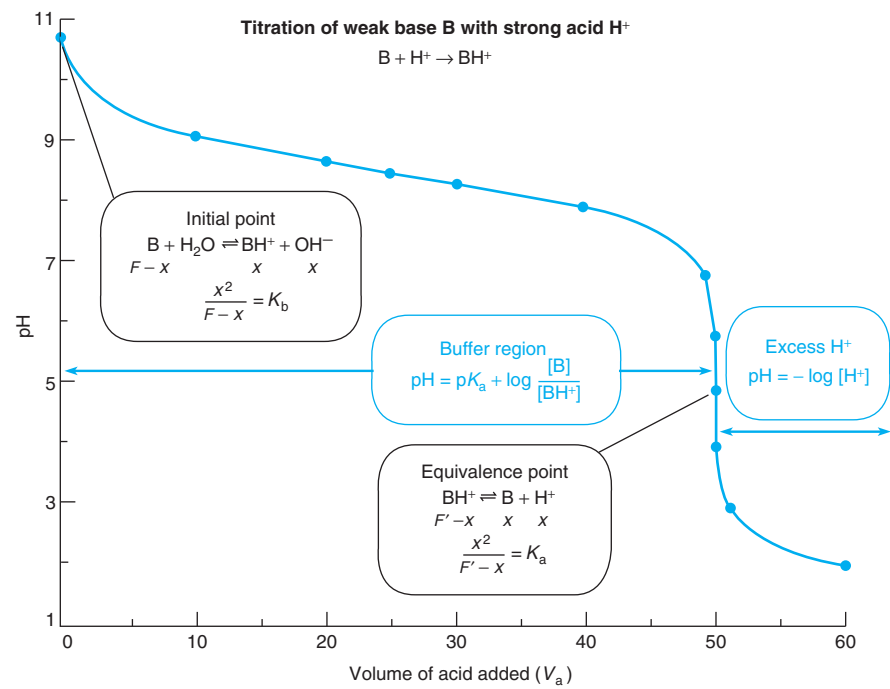 Titration of weak base B with strong acid H⁺
B + H⁺ → BH⁺
11
9
7
5
3
1
pH
Initial point
B + H₂O ⇌ BH⁺ + OH⁻
F – x x x
x²
F – x
= K_b
Buffer region
pH = pKₐ + log [B]
[BH⁺]
Excess H⁺
pH = – log [H⁺]
Equivalence point
BH⁺ ⇌ B + H⁺
F′ –x x x
x²
F′ – x
= Kₐ
0 10 20 30 40 50 60
Volume of acid added (Vₐ)